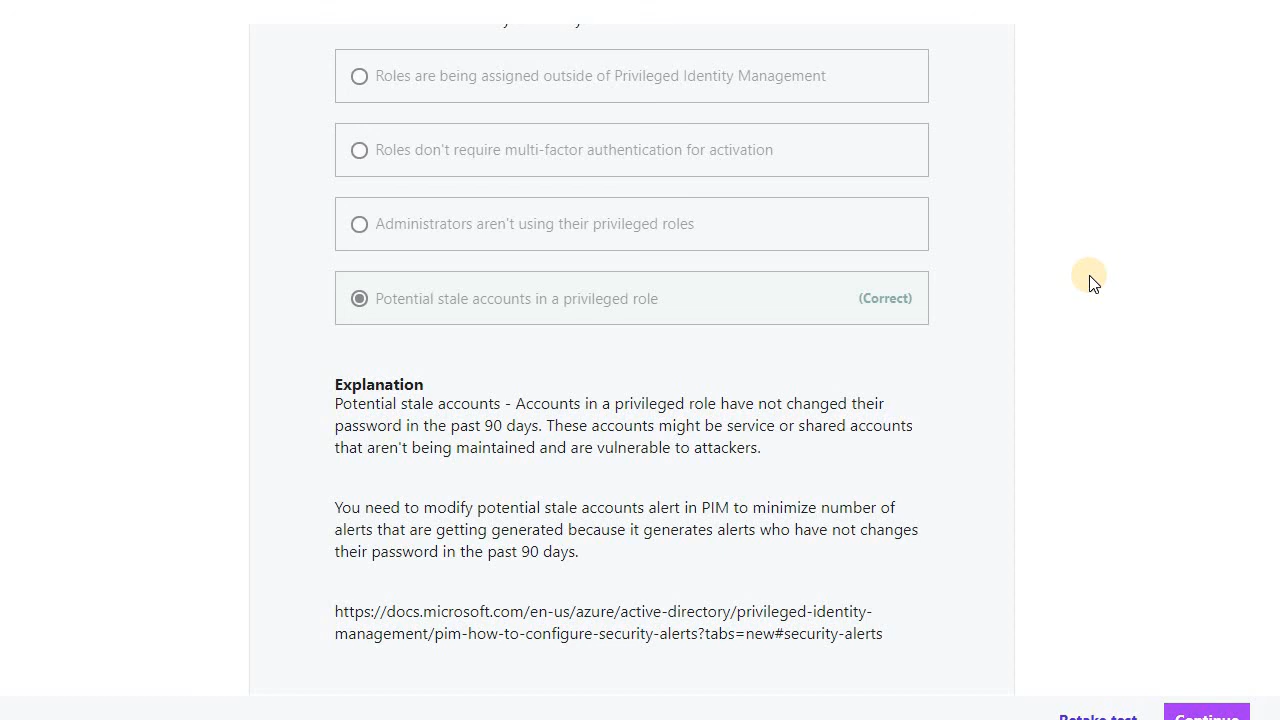 Roles are being assigned outside of Privileged Identity Management
Roles don't require multi-factor authentication for activation
Administrators aren't using their privileged roles
Potential stale accounts in a privileged role (Correct)
Explanation
Potential stale accounts - Accounts in a privileged role have not changed their
password in the past 90 days. These accounts might be service or shared accounts
that aren't being maintained and are vulnerable to attackers.
You need to modify potential stale accounts alert in PIM to minimize number of
alerts that are getting generated because it generates alerts who have not changes
their password in the past 90 days.
https://docs.microsoft.com/en-us/azure/active-directory/privileged-identity-
management/pim-how-to-configure-security-alerts?tabs=new#security-alerts
Retake test Continue